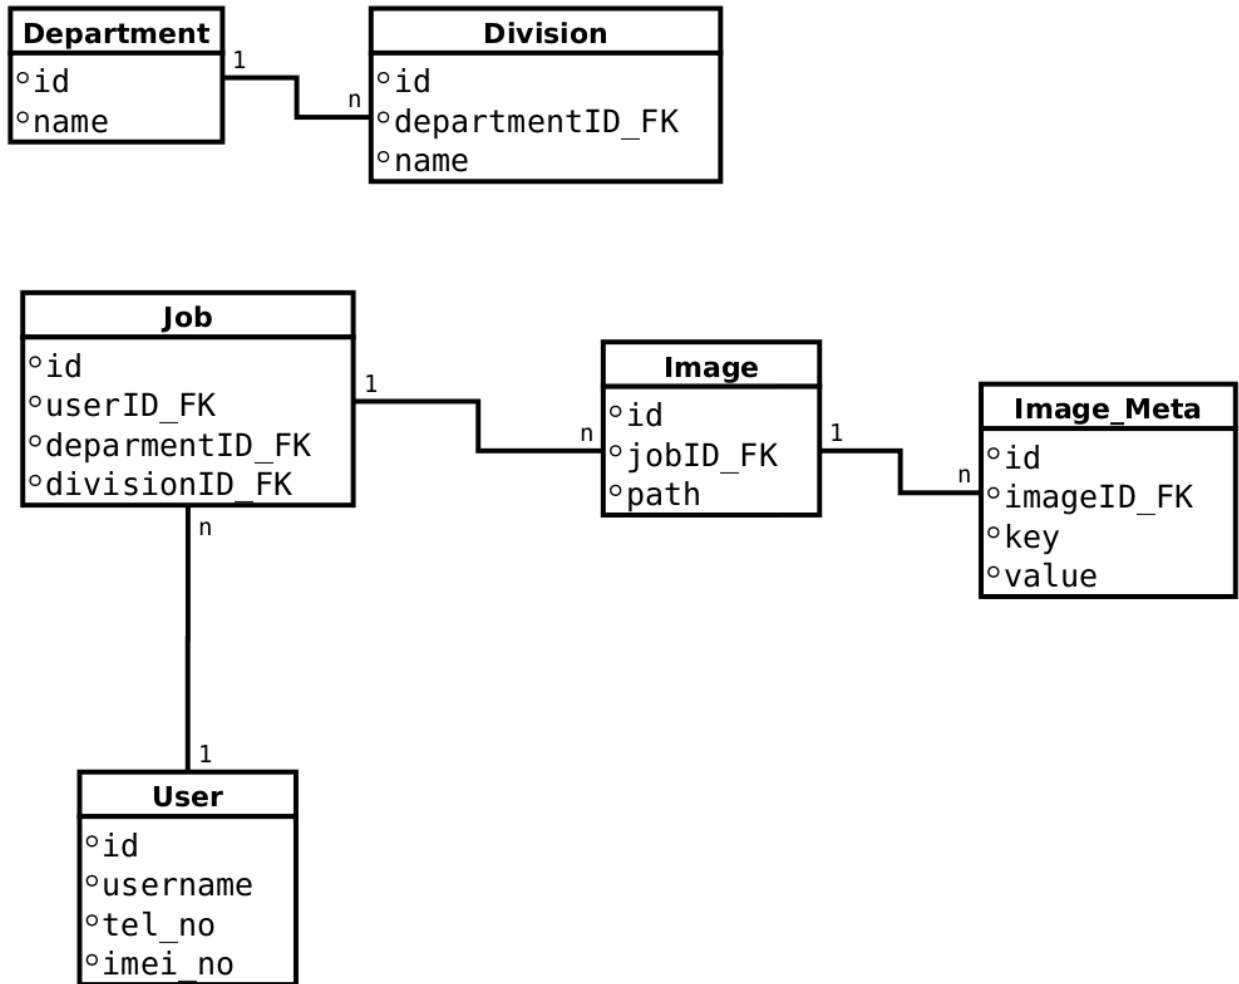 Department
id
name
1
n
Division
id
departmentID_FK
name
Job
id
userID_FK
deparmentID_FK
divisionID_FK
1
n
Image
id
jobID_FK
path
1
n
Image_Meta
id
imageID_FK
key
value
n
1
User
id
username
tel_no
imei_no